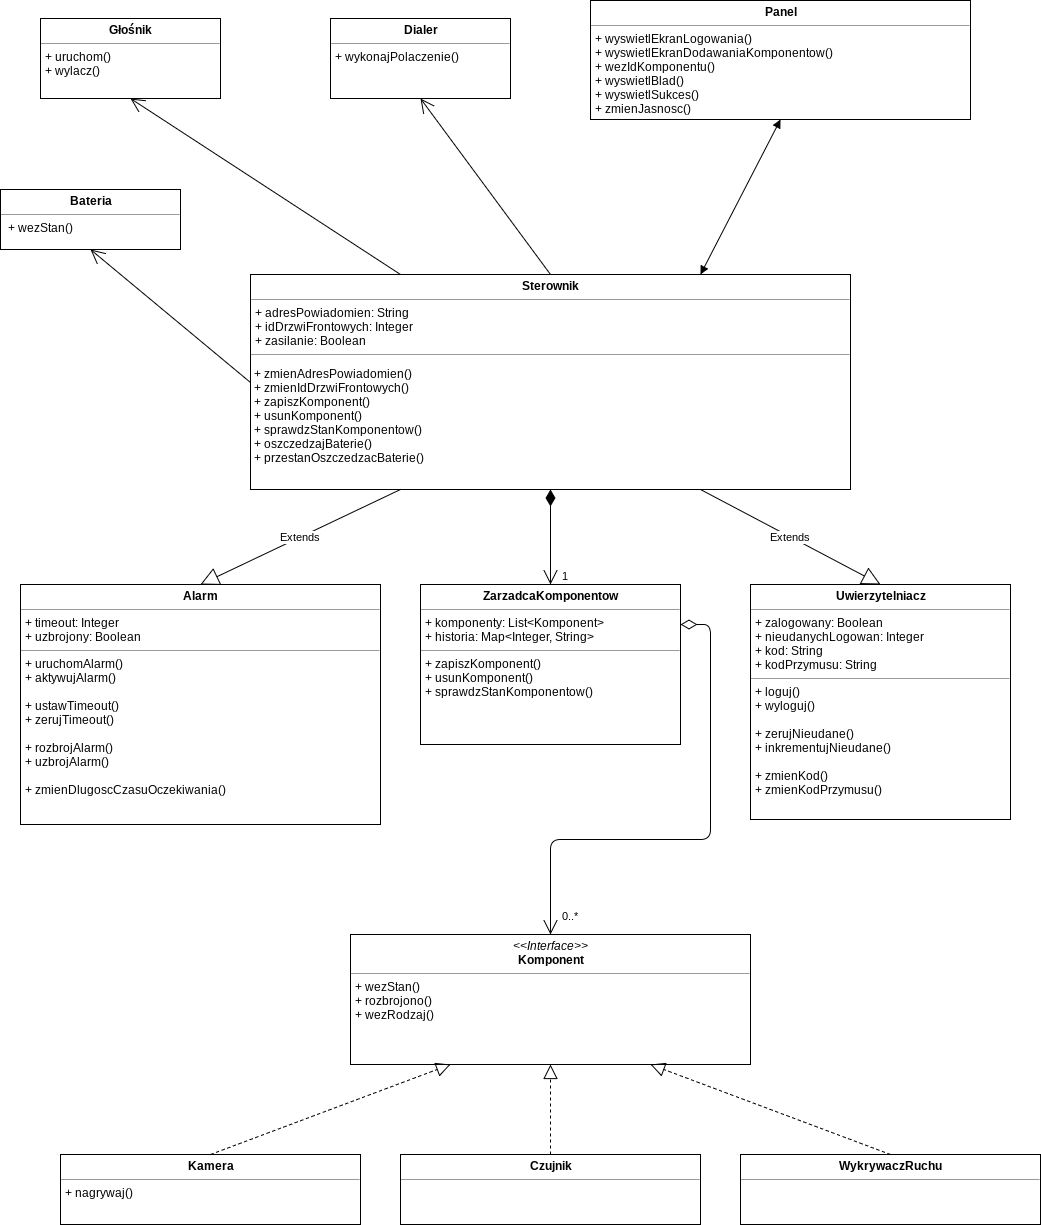 Głośnik
+ uruchom()
+ wylacz()
Dialer
+ wykonajPolaczenie()
Panel
+ wyswietlEkranLogowania()
+ wyswietlEkranDodawaniaKomponentow()
+ wezIdKomponentu()
+ wyswietlBlad()
+ wyswietlSukces()
+ zmienJasnosc()
Bateria
+ wezStan()
Sterownik
+ adresPowiadomien: String
+ idDrzwiFrontowych: Integer
+ zasilanie: Boolean
+ zmienAdresPowiadomien()
+ zmienIdDrzwiFrontowych()
+ zapiszKomponent()
+ usunKomponent()
+ sprawdzStanKomponentow()
+ oszczedzajBaterie()
+ przestanOszczedzacBaterie()
Extends
Extends
1
Alarm
+ timeout: Integer
+ uzbrojony: Boolean
+ uruchomAlarm()
+ aktywujAlarm()
+ ustawTimeout()
+ zerujTimeout()
+ rozbrojAlarm()
+ uzbrojAlarm()
+ zmienDlugoscCzasuOczekiwania()
ZarzadcaKomponentow
+ komponenty: List<Komponent>
+ historia: Map<Integer, String>
+ zapiszKomponent()
+ usunKomponent()
+ sprawdzStanKomponentow()
Uwierzytelniacz
+ zalogowany: Boolean
+ nieudanychLogowan: Integer
+ kod: String
+ kodPrzymusu: String
+ loguj()
+ wyloguj()
+ zerujNieudane()
+ inkrementujNieudane()
+ zmienKod()
+ zmienKodPrzymusu()
0..*
<<Interface>>
Komponent
+ wezStan()
+ rozbrojono()
+ wezRodzaj()
Kamera
+ nagrywaj()
Czujnik
WykrywaczRuchu